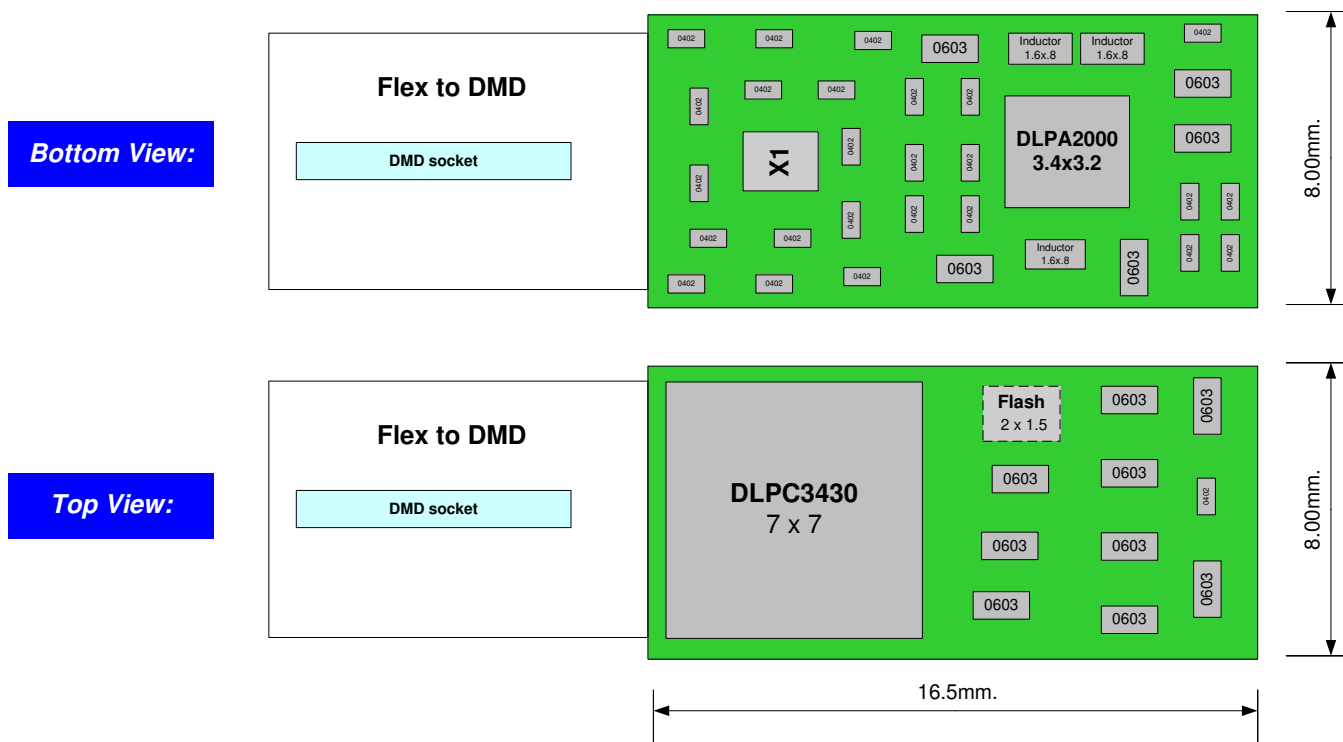 0402
0402
0402
0603
Inductor
1.6x.8
Inductor
1.6x.8
0402
Flex to DMD
0402
0402
0402
0402
0402
0603
Bottom View:
DMD socket
X1
0402
DLPA2000
3.4x3.2
0603
0402
0402
0402
8.00mm.
0402
0402
0402
0402
0402
0402
0402
0402
Inductor
1.6x.8
0402
0402
0402
0402
0402
0603
0603
Flex to DMD
Flash
2 x 1.5
0603
0603
Top View:
DMD socket
DLPC3430
7 x 7
0603
0603
0402
8.00mm.
0603
0603
0603
0603
0603
16.5mm.